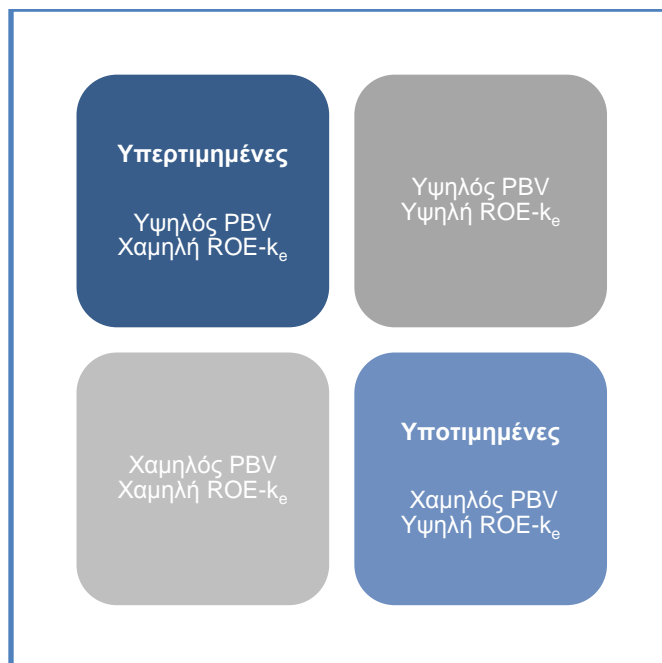 Υπερτιμημένες
Υψηλός PBV
Χαμηλή ROE-kₑ
Υψηλός PBV
Υψηλή ROE-kₑ
Χαμηλός PBV
Χαμηλή ROE-kₑ
Υποτιμημένες
Χαμηλός PBV
Υψηλή ROE-kₑ